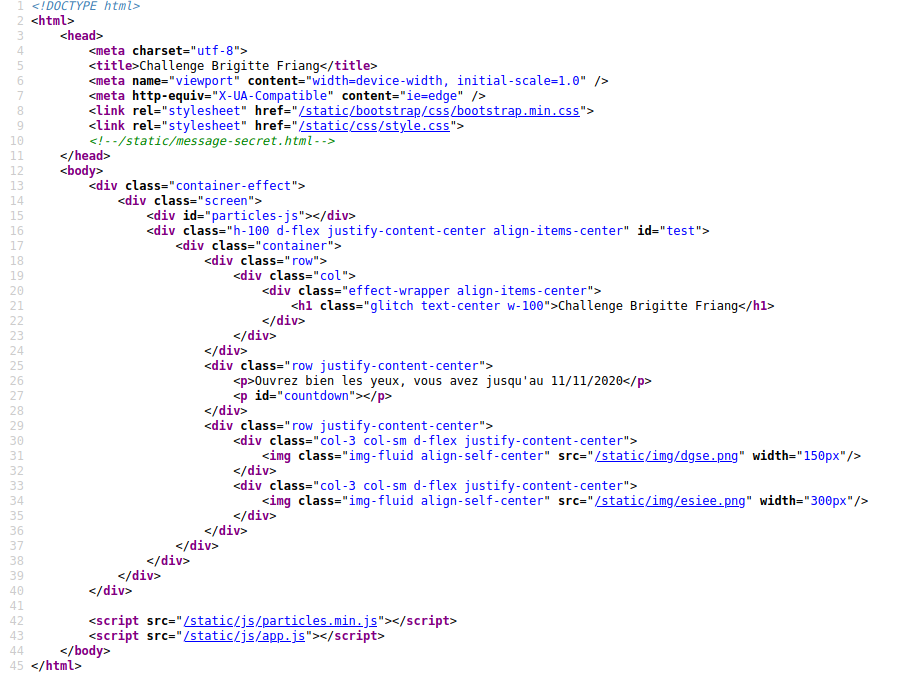 1 <!DOCTYPE html>
2 <html>
3     <head>
4         <meta charset="utf-8">
5         <title>Challenge Brigitte Friang</title>
6         <meta name="viewport" content="width=device-width, initial-scale=1.0" />
7         <meta http-equiv="X-UA-Compatible" content="ie=edge" />
8         <link rel="stylesheet" href="/static/bootstrap/css/bootstrap.min.css">
9         <link rel="stylesheet" href="/static/css/style.css">
10         <!--/static/message-secret.html-->
11     </head>
12     <body>
13         <div class="container-effect">
14             <div class="screen">
15                 <div id="particles-js"></div>
16                 <div class="h-100 d-flex justify-content-center align-items-center" id="test">
17                     <div class="container">
18                         <div class="row">
19                             <div class="col">
20                                 <div class="effect-wrapper align-items-center">
21                                     <h1 class="glitch text-center w-100">Challenge Brigitte Friang</h1>
22                                 </div>
23                             </div>
24                         </div>
25                         <div class="row justify-content-center">
26                             <p>Ouvrez bien les yeux, vous avez jusqu'au 11/11/2020</p>
27                             <p id="countdown"></p>
28                         </div>
29                         <div class="row justify-content-center">
30                             <div class="col-3 col-sm d-flex justify-content-center">
31                                 <img class="img-fluid align-self-center" src="/static/img/dgse.png" width="150px"/>
32                             </div>
33                             <div class="col-3 col-sm d-flex justify-content-center">
34                                 <img class="img-fluid align-self-center" src="/static/img/esiee.png" width="300px"/>
35                             </div>
36                         </div>
37                     </div>
38                 </div>
39             </div>
40         </div>
41
42         <script src="/static/js/particles.min.js"></script>
43         <script src="/static/js/app.js"></script>
44     </body>
45 </html>